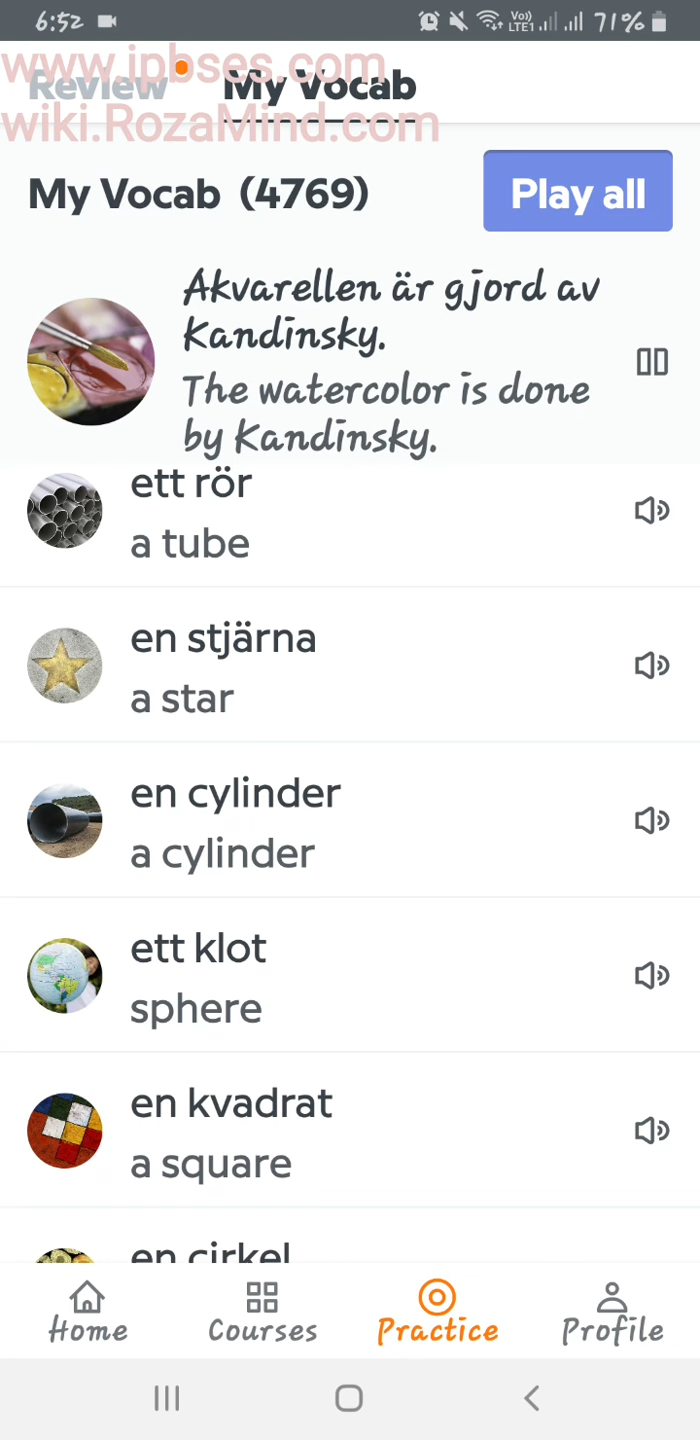 6:52
Vo)) LTE1 71%
www.ipbses.com
Review My Vocab
wiki.RozaMind.com
My Vocab (4769) Play all
Akvarellen är gjord av
Kandinsky.
The watercolor is done
by Kandinsky.
ett rör
a tube
en stjärna
a star
en cylinder
a cylinder
ett klot
sphere
en kvadrat
a square
en cirkel
Home Courses Practice Profile